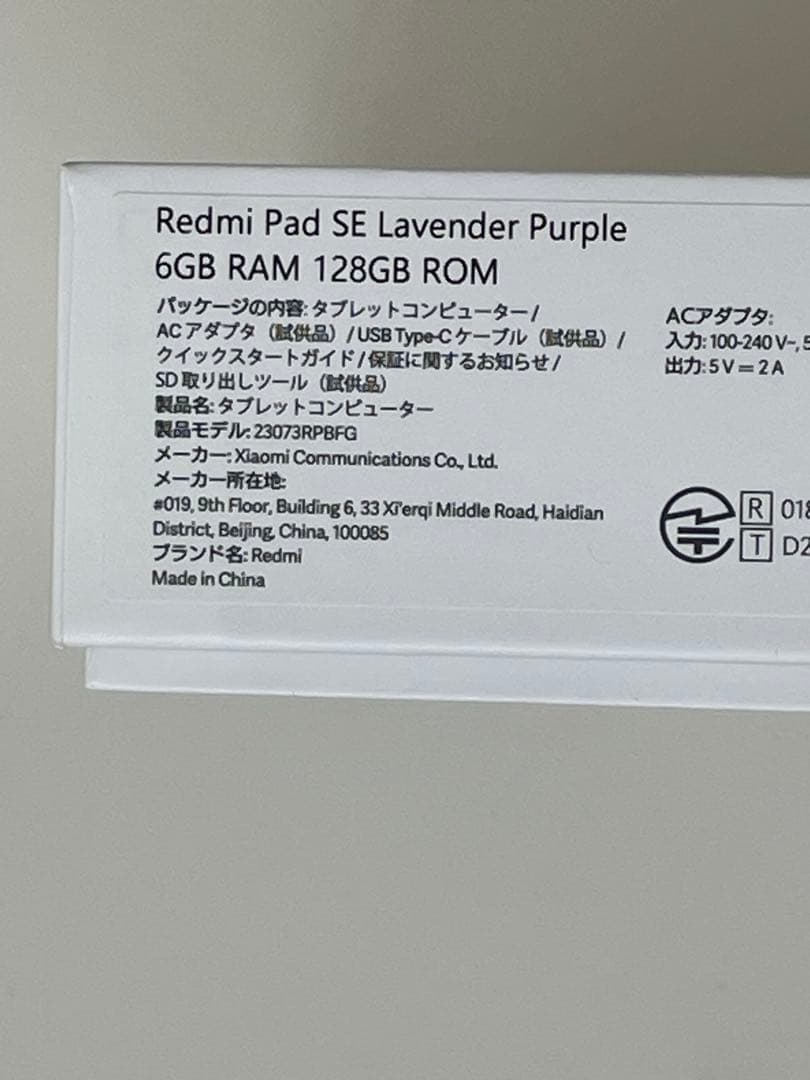 Redmi Pad SE Lavender Purple
6GB RAM 128GB ROM
パッケージの内容: タブレットコンピューター /
ACアダプタ（試供品）/ USB Type-Cケーブル（試供品）/
クイックスタートガイド / 保証に関するお知らせ /
SD取り出しツール（試供品）
製品名: タブレットコンピューター
製品モデル: 23073RPBFG
メーカー: Xiaomi Communications Co., Ltd.
メーカー所在地:
#019, 9th Floor, Building 6, 33 Xi'erqi Middle Road, Haidian
District, Beijing, China, 100085
ブランド名: Redmi
Made in China
ACアダプタ:
入力: 100-240 V~, 5
出力: 5 V = 2 A
R 018
T D2